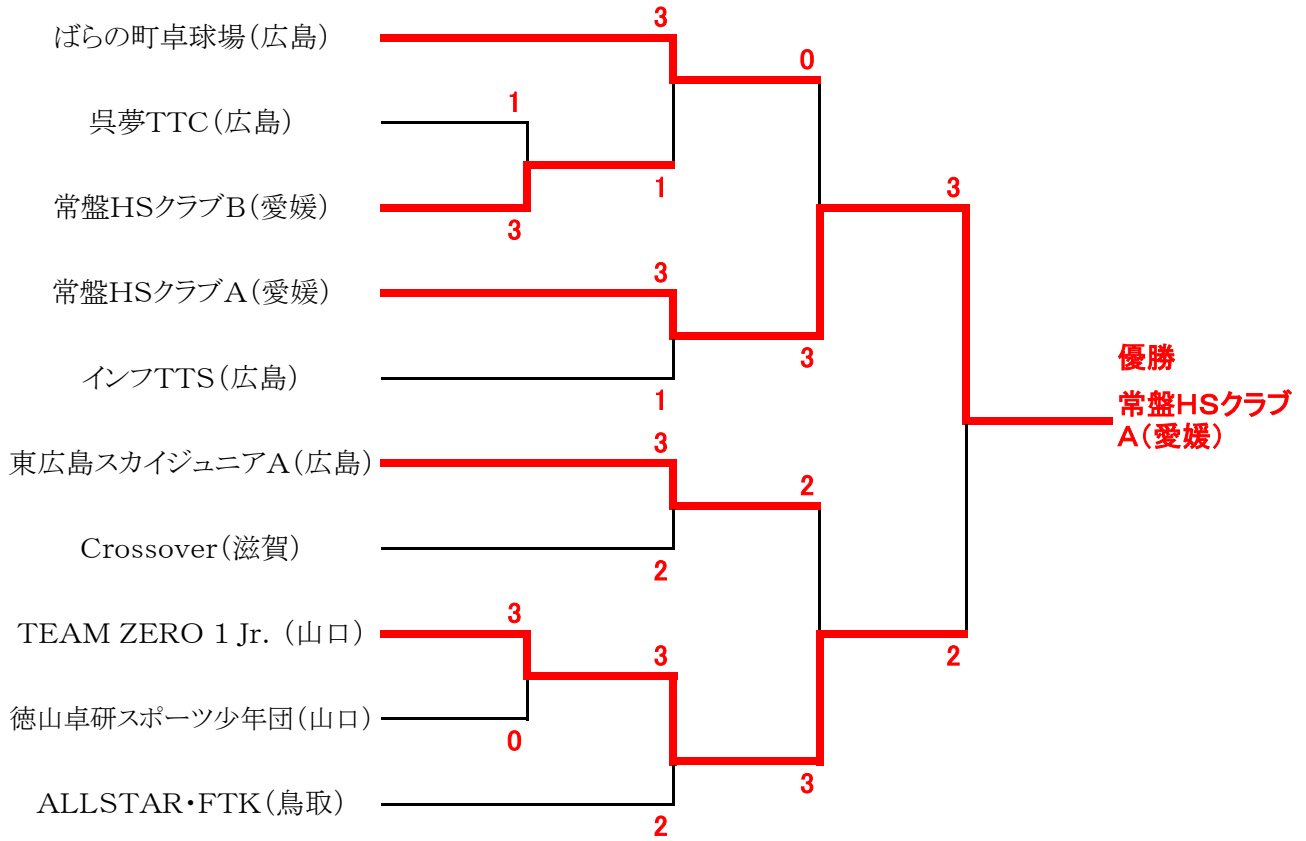 3
ばらの町卓球場(広島)
0
1
呉夢TTC(広島)
1
3
常盤HSクラブB(愛媛)
3
3
常盤HSクラブA(愛媛)
3
優勝
インフTTS(広島)
1
常盤HSクラブ
A(愛媛)
3
東広島スカイジュニアA(広島)
2
Crossover(滋賀)
2
3
TEAM ZERO 1 Jr. (山口)
3
2
徳山卓研スポーツ少年団(山口)
0
3
ALLSTAR・FTK(鳥取)
2